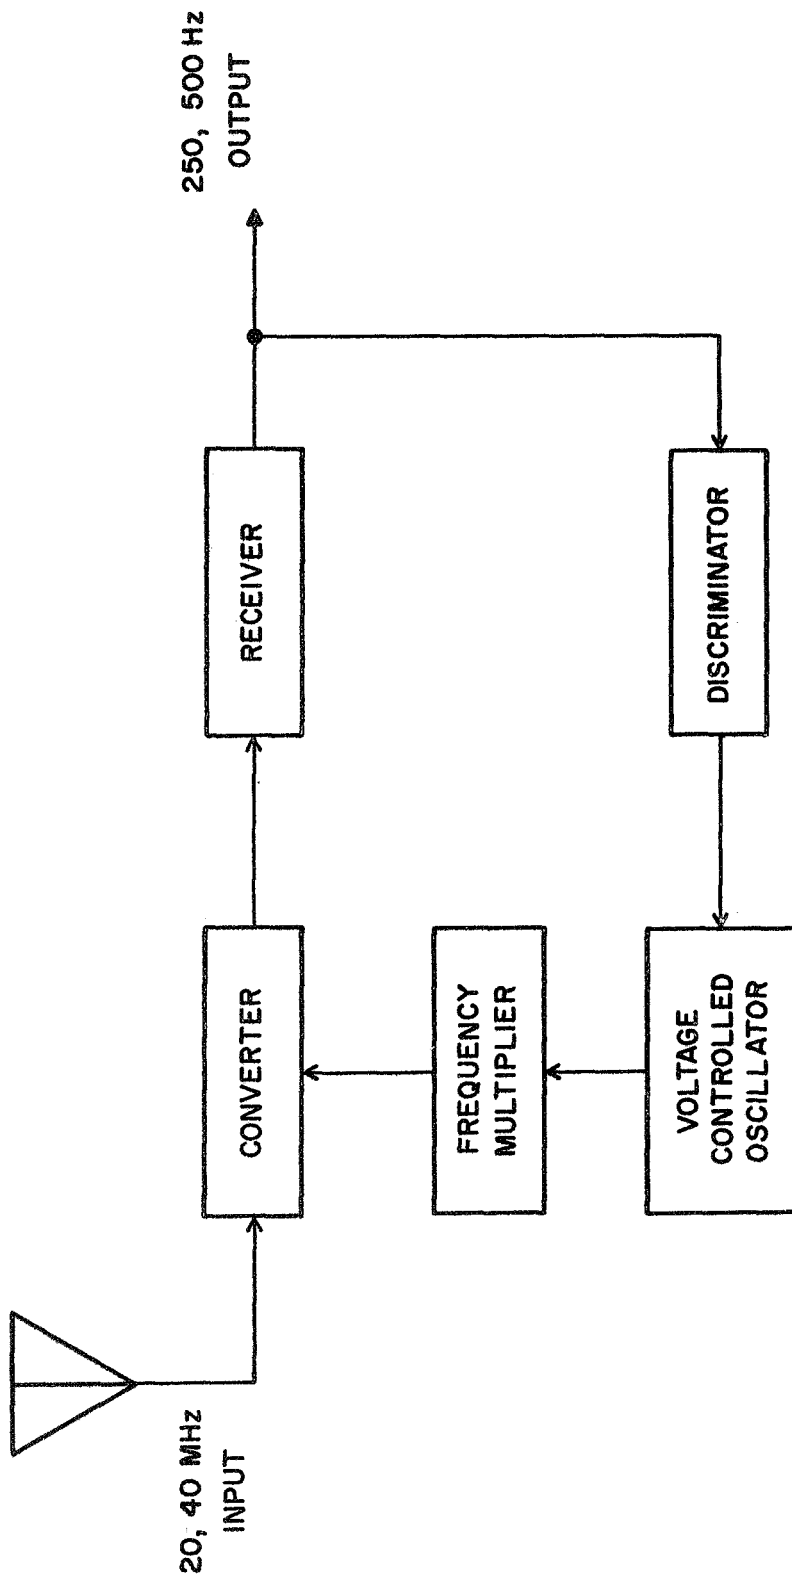 20, 40 MHz
INPUT
CONVERTER
RECEIVER
250, 500 Hz
OUTPUT
FREQUENCY
MULTIPLIER
VOLTAGE
CONTROLLED
OSCILLATOR
DISCRIMINATOR